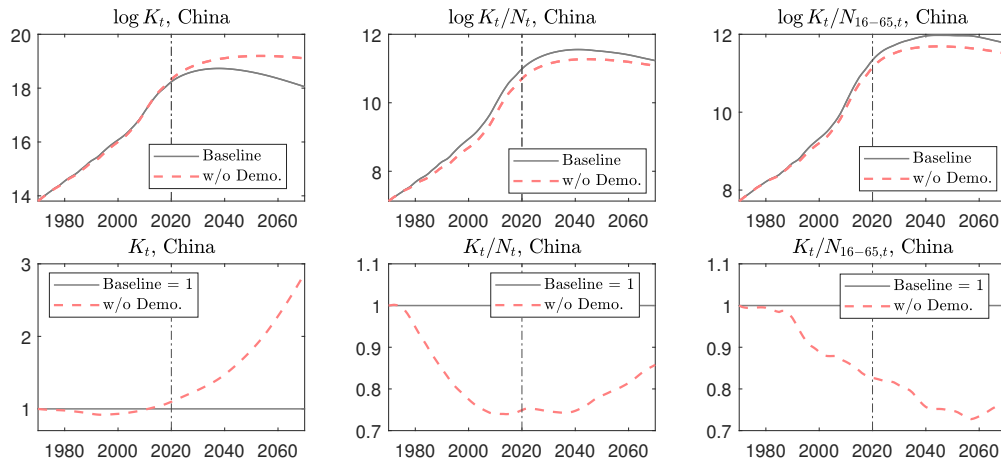 log K_t, China
20
18
16
14
1980 2000 2020 2040 2060
Baseline
w/o Demo.
log K_t/N_t, China
12
10
8
1980 2000 2020 2040 2060
Baseline
w/o Demo.
log K_t/N_{16−65,t}, China
12
10
8
1980 2000 2020 2040 2060
Baseline
w/o Demo.
K_t, China
3
2
1
1980 2000 2020 2040 2060
Baseline = 1
w/o Demo.
K_t/N_t, China
1.1
1
0.9
0.8
0.7
1980 2000 2020 2040 2060
Baseline = 1
w/o Demo.
K_t/N_{16−65,t}, China
1.1
1
0.9
0.8
0.7
1980 2000 2020 2040 2060
Baseline = 1
w/o Demo.